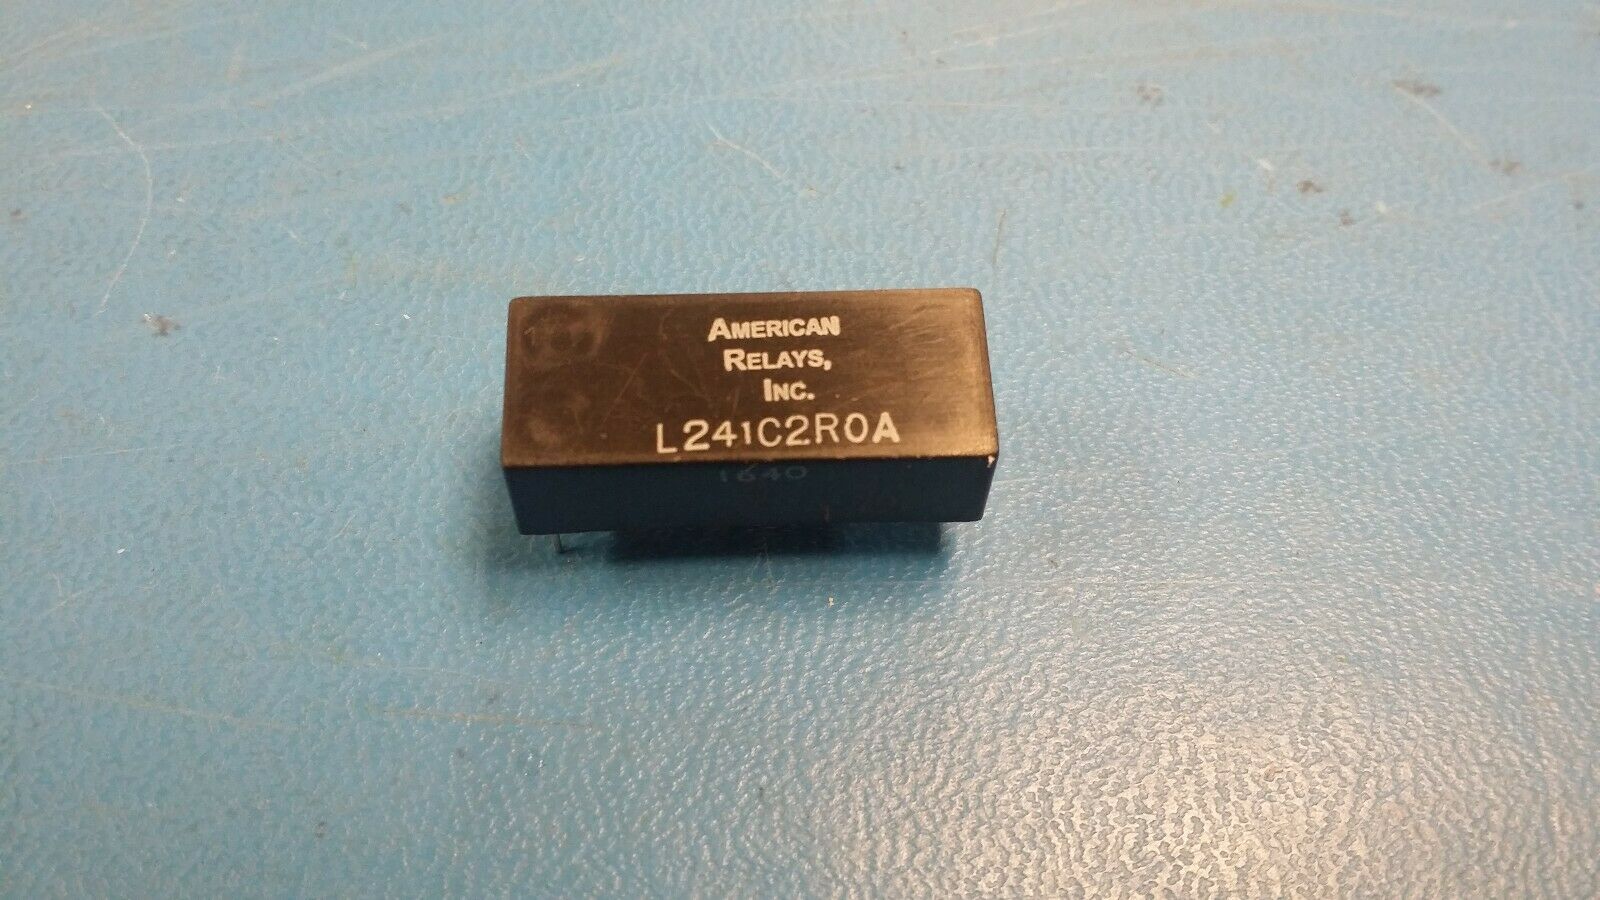 AMERICAN
RELAYS,
INC.
L241C2R0A
1640